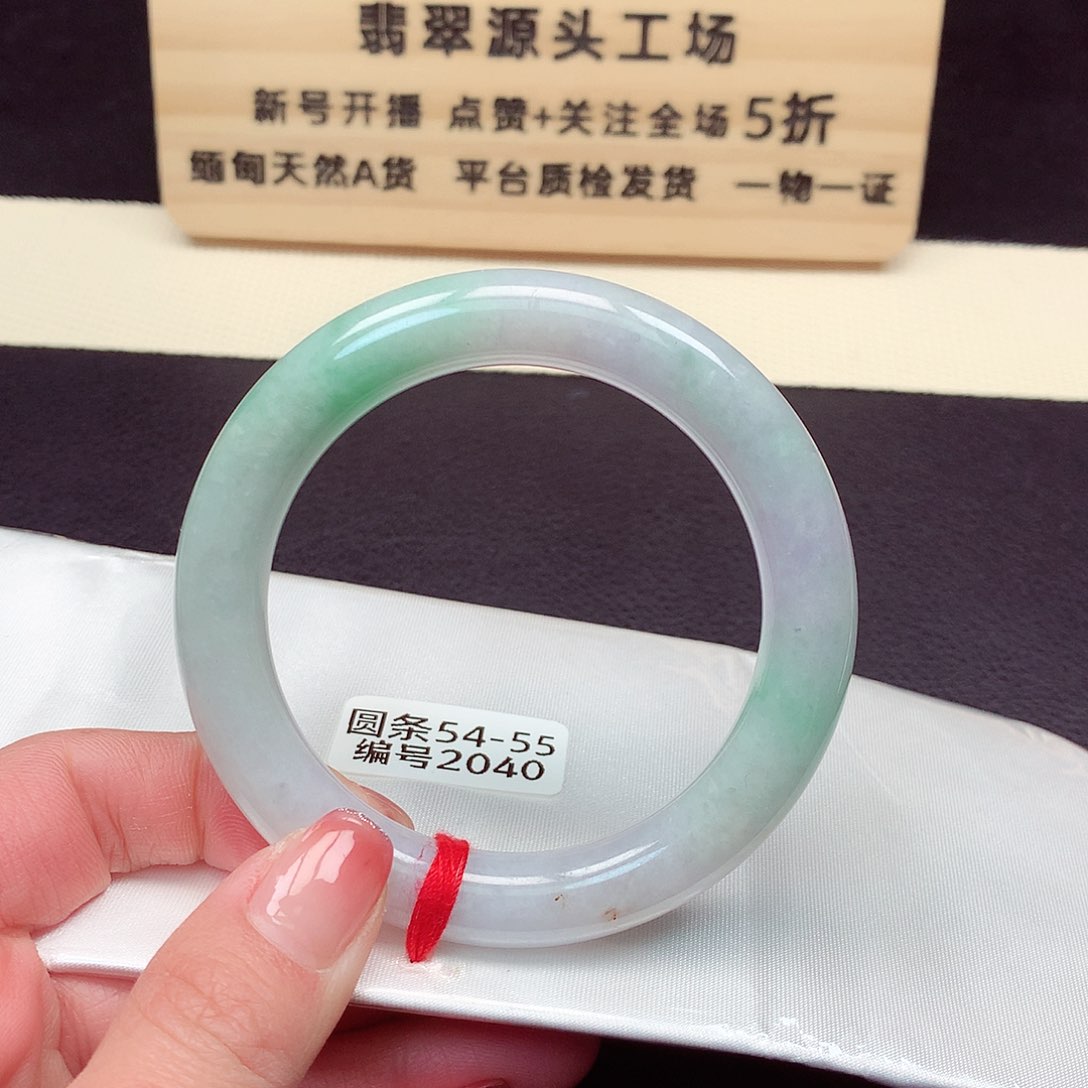 翡翠源头工场
新号开播 点赞+关注全场5折
缅甸天然A货 平台质检发货 一物一证
圆条54-55
编号2040